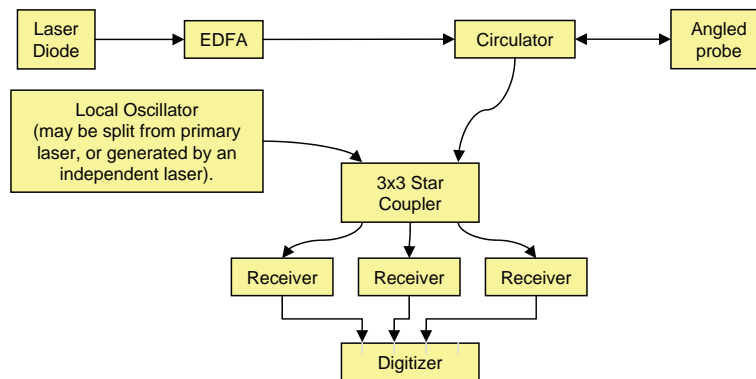 Laser
Diode
EDFA
Circulator
Angled
probe
Local Oscillator
(may be split from primary
laser, or generated by an
independent laser).
3x3 Star
Coupler
Receiver
Receiver
Receiver
Digitizer